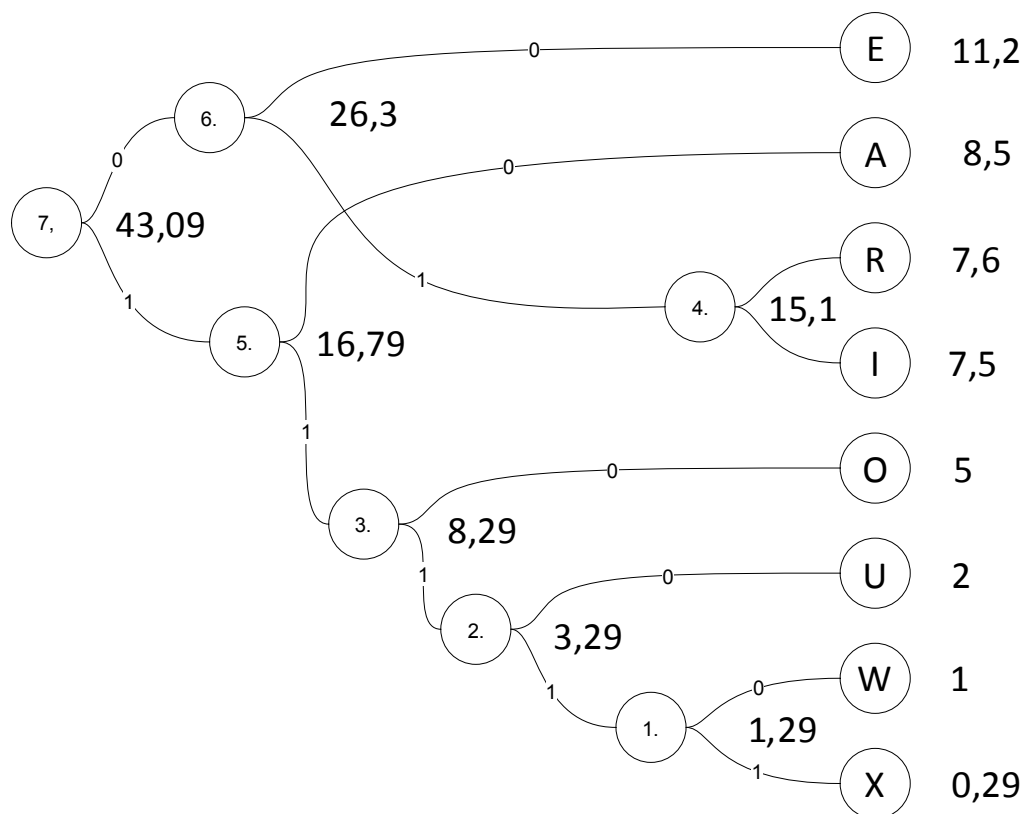 0 E 11,2
6. 26,3
0 0 A 8,5
7, 43,09
R 7,6
1 1 4. 15,1
5. 16,79
I 7,5
1 0 O 5
3. 8,29
1 0 U 2
2. 3,29
1 0 W 1
1. 1,29
1 X 0,29